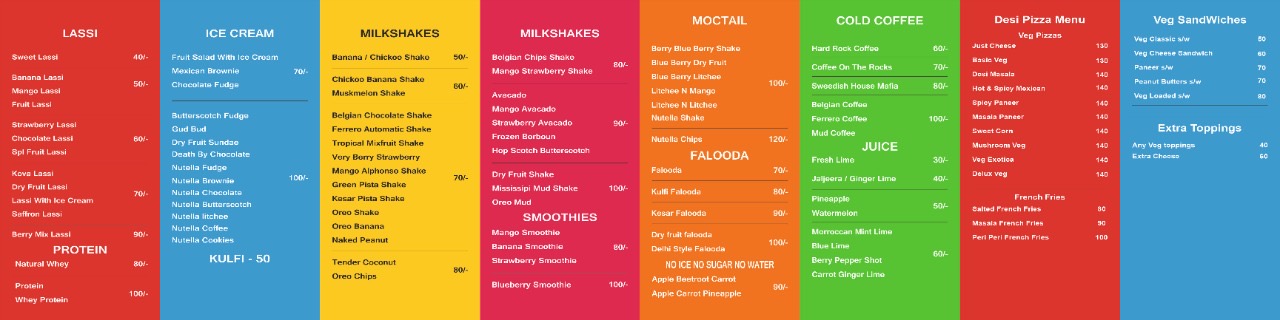 LASSI
Sweet Lassi 40/-
Banana Lassi
Mango Lassi 50/-
Fruit Lassi
Strawberry Lassi
Chocolate Lassi 60/-
Spl Fruit Lassi
Kova Lassi
Dry Fruit Lassi
Lassi With Ice Cream 70/-
Saffron Lassi
Berry Mix Lassi 90/-
PROTEIN
Natural Whey 80/-
Protein
Whey Protein 100/-
ICE CREAM
Fruit Salad With Ice Cream
Mexican Brownie 70/-
Chocolate Fudge
Butterscotch Fudge
Gud Bud
Dry Fruit Sundae
Death By Chocolate
Nutella Fudge
Nutella Brownie 100/-
Nutella Chocolate
Nutella Butterscotch
Nutella litchee
Nutella Coffee
Nutella Cookies
KULFI - 50
MILKSHAKES
Banana / Chickoo Shake 50/-
Chickoo Banana Shake
Muskmelon Shake 60/-
Belgian Chocolate Shake
Ferrero Automatic Shake
Tropical Mixfruit Shake
Very Berry Strawberry
Mango Alphonso Shake
Green Pista Shake 70/-
Kesar Pista Shake
Oreo Shake
Oreo Banana
Naked Peanut
Tender Coconut
Oreo Chips 80/-
MILKSHAKES
Belgian Chips Shake
Mango Strawberry Shake 80/-
Avacado
Mango Avacado
Strawberry Avacado 90/-
Frozen Borboun
Hop Scotch Butterscotch
Dry Fruit Shake
Mississipi Mud Shake 100/-
Oreo Mud
SMOOTHIES
Mango Smoothie
Banana Smoothie 80/-
Strawberry Smoothie
Blueberry Smoothie 100/-
MOCTAIL
Berry Blue Berry Shake
Blue Berry Dry Fruit
Blue Berry Litchee
Litchee N Mango 100/-
Litchee N Litchee
Nutella Shake
Nutella Chips 120/-
FALOODA
Falooda 70/-
Kulfi Falooda 80/-
Kesar Falooda 90/-
Dry fruit falooda
Delhi Style Falooda 100/-
NO ICE NO SUGAR NO WATER
Apple Beetroot Carrot
Apple Carrot Pineapple 90/-
COLD COFFEE
Hard Rock Coffee 60/-
Coffee On The Rocks 70/-
Swedish House Mafia 80/-
Belgian Coffee
Ferrero Coffee 100/-
Mud Coffee
JUICE
Fresh Lime 30/-
Jaljeera / Ginger Lime 40/-
Pineapple
Watermelon 50/-
Morroccan Mint Lime
Blue Lime
Berry Pepper Shot 60/-
Carrot Ginger Lime
Desi Pizza Menu
Veg Pizzas
Just Cheese 130
Basic Veg 130
Desi Masala 140
Hot & Spicy Mexican 140
Spicy Paneer 140
Masala Paneer 140
Sweet Corn 140
Mushroom Veg 140
Veg Exotica 140
Delux veg 140
French Fries
Salted French Fries 80
Masala French Fries 90
Peri Peri French Fries 100
Veg SandWiches
Veg Classic s/w 50
Veg Cheese Sandwitch 60
Paneer s/w 70
Peanut Butters s/w 70
Veg Loaded s/w 80
Extra Toppings
Any Veg toppings 40
Extra Cheese 60